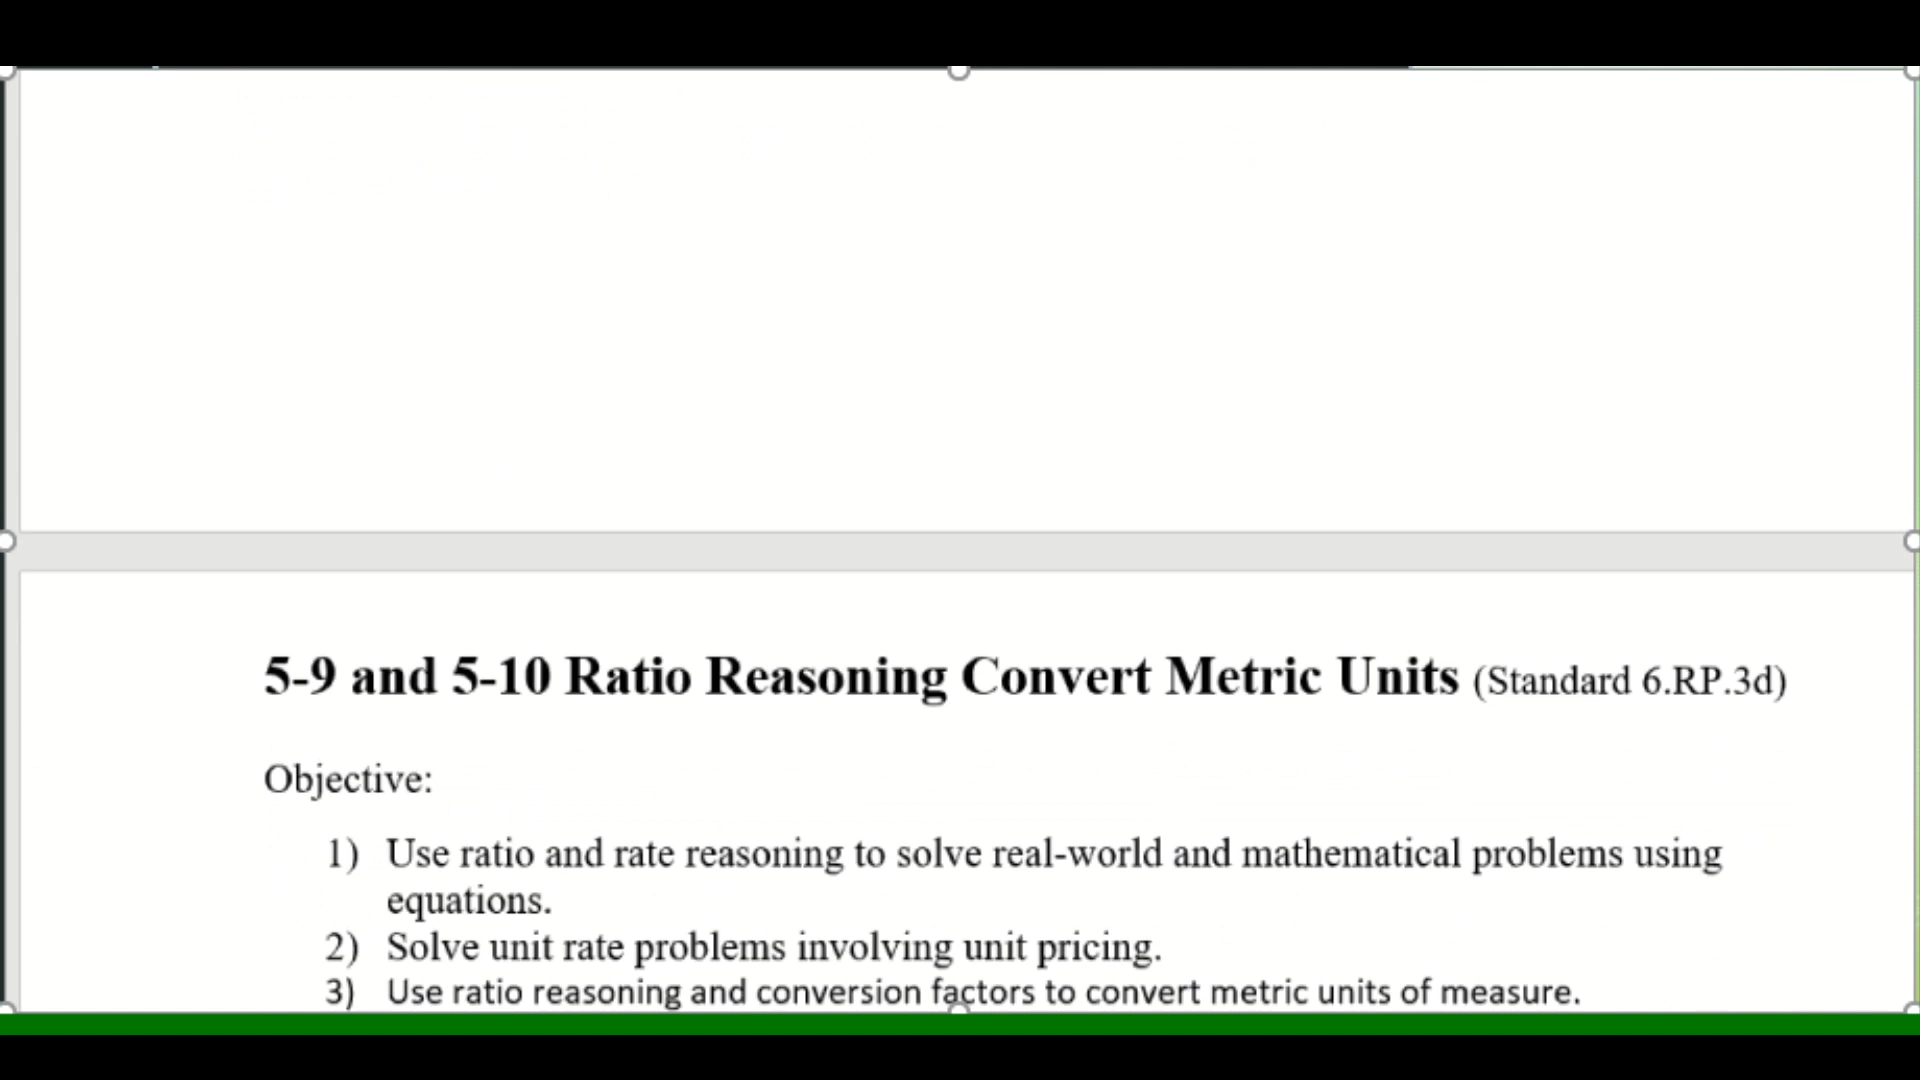 5-9 and 5-10 Ratio Reasoning Convert Metric Units (Standard 6.RP.3d)
Objective:
1) Use ratio and rate reasoning to solve real-world and mathematical problems using
equations.
2) Solve unit rate problems involving unit pricing.
3) Use ratio reasoning and conversion factors to convert metric units of measure.